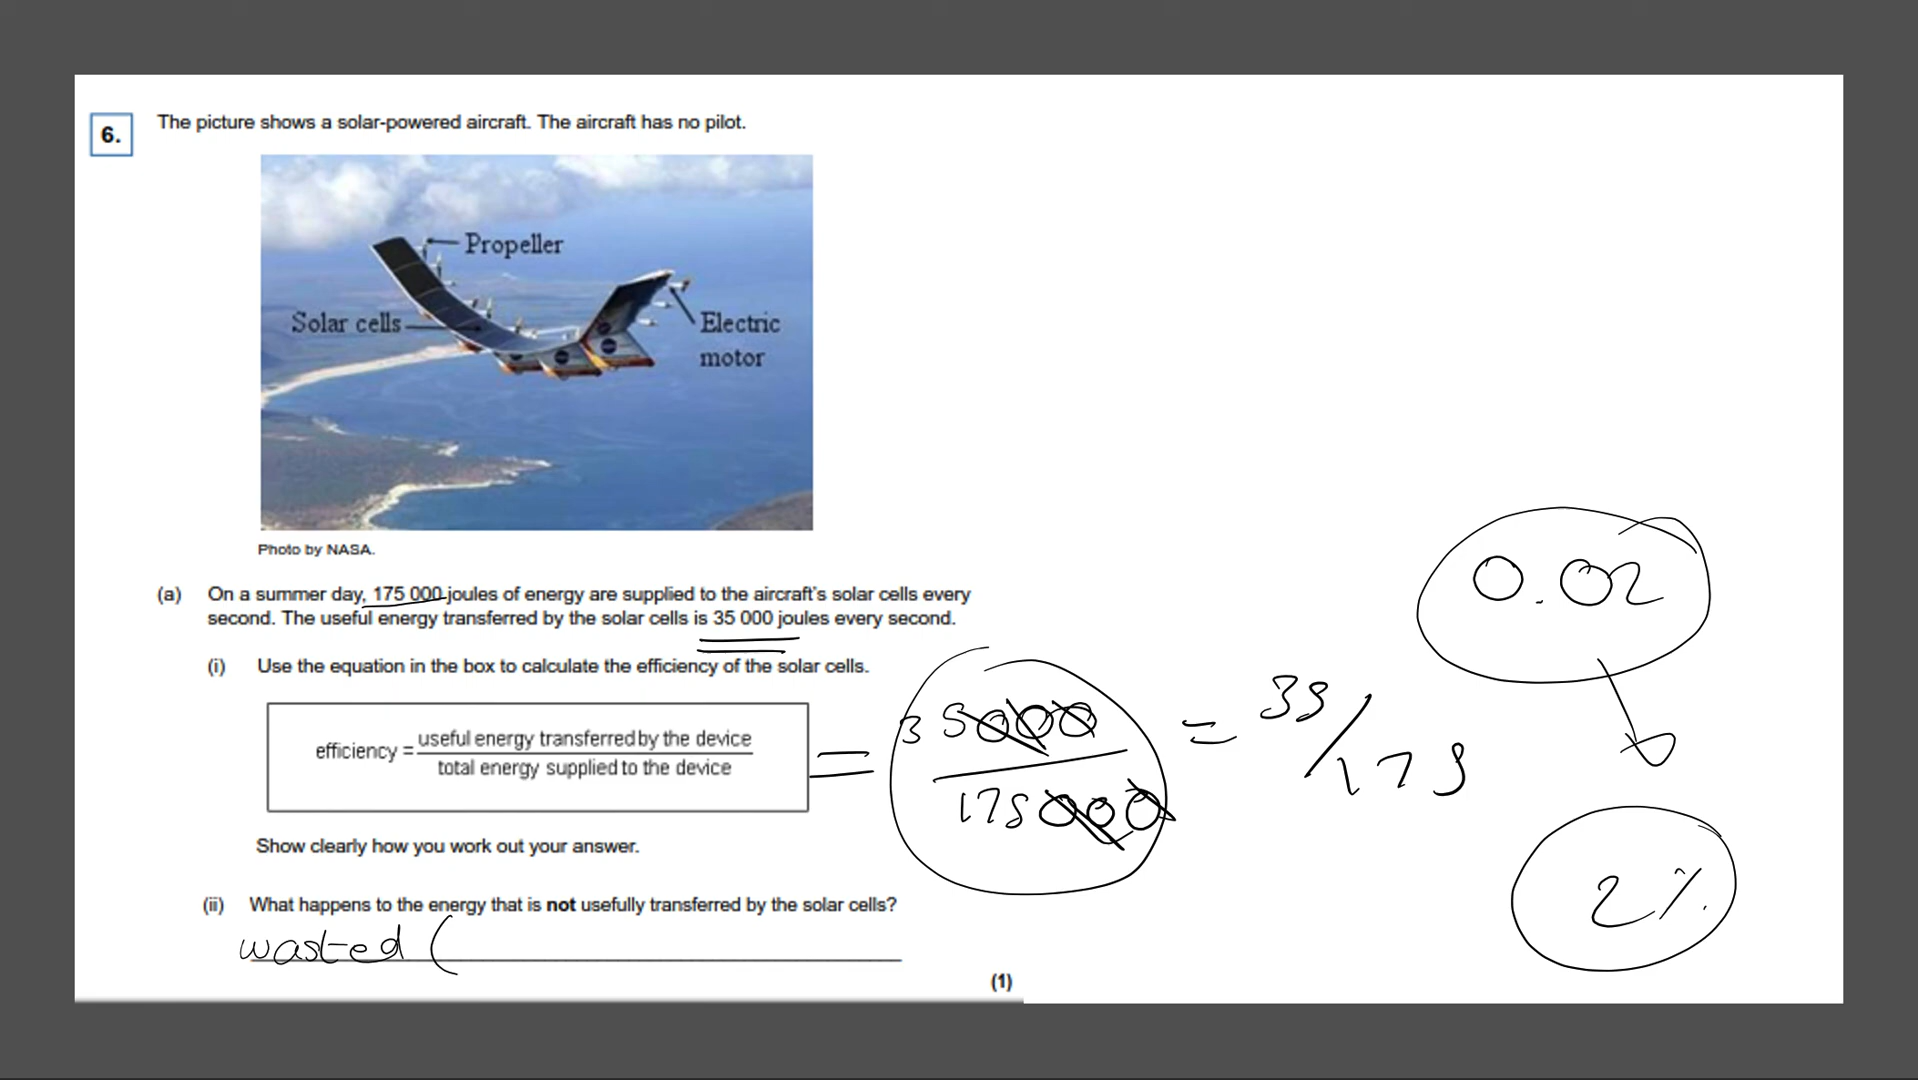 6.
The picture shows a solar-powered aircraft. The aircraft has no pilot.
Propeller
Solar cells
Electric
motor
Photo by NASA.
(a) On a summer day, 175 000 joules of energy are supplied to the aircraft's solar cells every
second. The useful energy transferred by the solar cells is 35 000 joules every second.
(i) Use the equation in the box to calculate the efficiency of the solar cells.
efficiency = useful energy transferred by the device
total energy supplied to the device
= 35000
175000
= 35/175
0.02
2%
Show clearly how you work out your answer.
(ii) What happens to the energy that is not usefully transferred by the solar cells?
wasted (
(1)